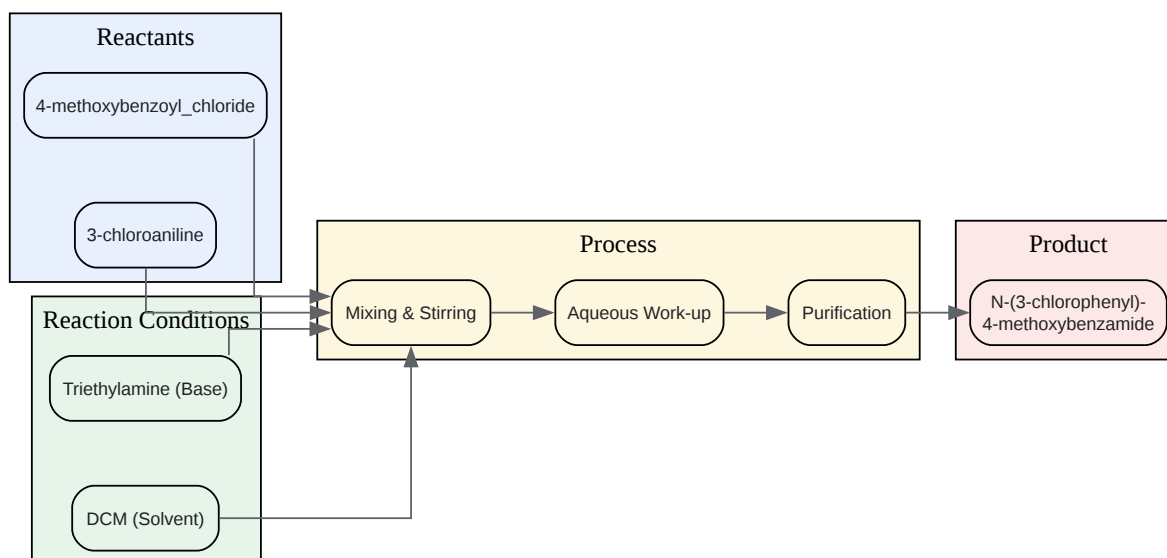 Reactants
4-methoxybenzoyl_chloride
3-chloroaniline
Reaction Conditions
Triethylamine (Base)
DCM (Solvent)
Process
Mixing & Stirring
Aqueous Work-up
Purification
Product
N-(3-chlorophenyl)-
4-methoxybenzamide